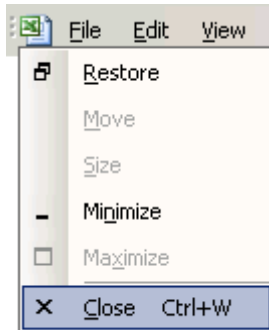 File Edit View
Restore
Move
Size
Minimize
Maximize
Close Ctrl+W